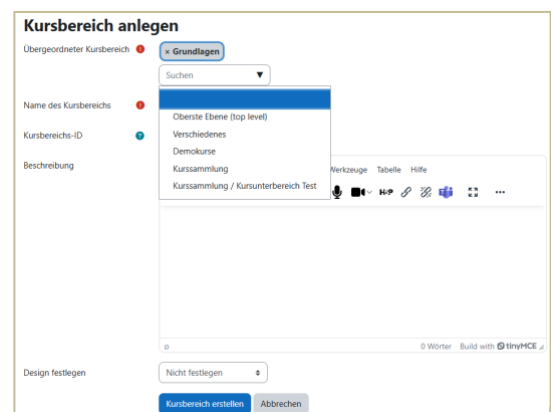 Kursbereich anlegen
Übergeordneter Kursbereich
× Grundlagen
Suchen ▼
Oberste Ebene (top level)
Verschiedenes
Demokurse
Kurssammlung
Kurssammlung / Kursunterbereich Test
Name des Kursbereichs
Kursbereichs-ID
Beschreibung
Werkzeuge Tabelle Hilfe
H5P
p 0 Wörter Build with tinyMCE
Design festlegen
Nicht festlegen
Kursbereich erstellen Abbrechen